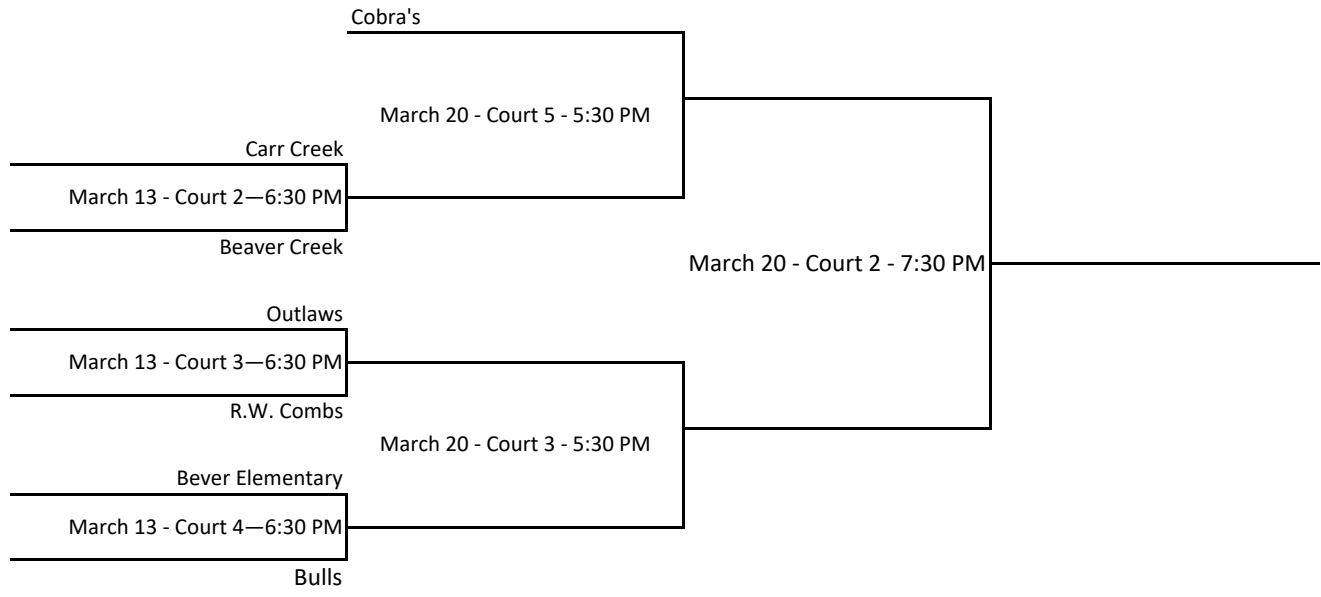 Cobra's
March 20 - Court 5 - 5:30 PM
Carr Creek
March 13 - Court 2—6:30 PM
Beaver Creek
March 20 - Court 2 - 7:30 PM
Outlaws
March 13 - Court 3—6:30 PM
R.W. Combs
March 20 - Court 3 - 5:30 PM
Bever Elementary
March 13 - Court 4—6:30 PM
Bulls